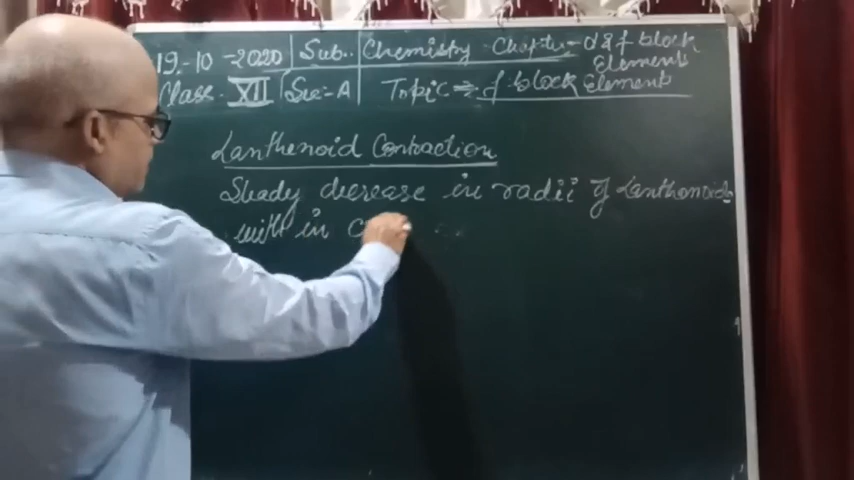 19-10-2020 Sub.. Chemistry Chapter - d & f block Elements
Class - XII Sec-A Topic ⇒ f block Element
Lanthenoid Contraction
Steady decrease in radii of Lanthonoids
with in